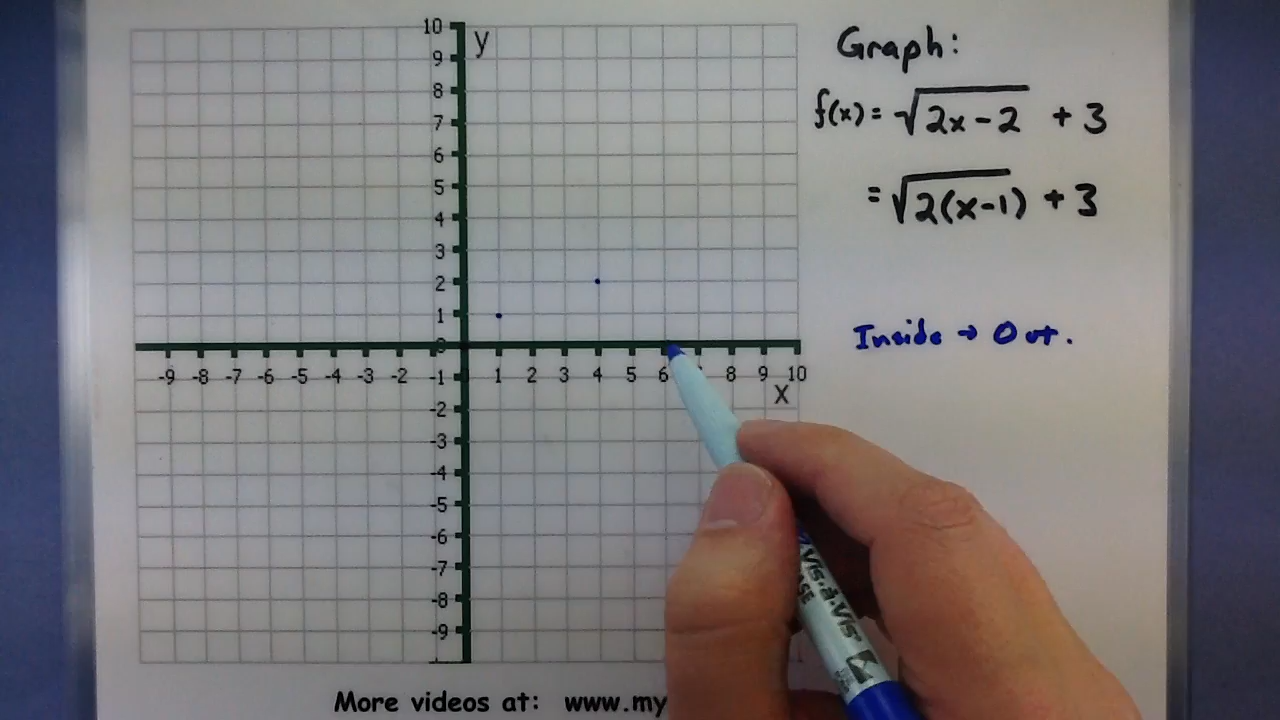 Graph:
f(x) = √2x-2 + 3
= √2(x-1) + 3
Inside → Out.
y
10
9
8
7
6
5
4
3
2
1
0
-9 -8 -7 -6 -5 -4 -3 -2 -1 1 2 3 4 5 6 8 9 10
x
-2
-3
-4
-5
-6
-7
-8
-9
More videos at: www.my
Vis-à-Vis